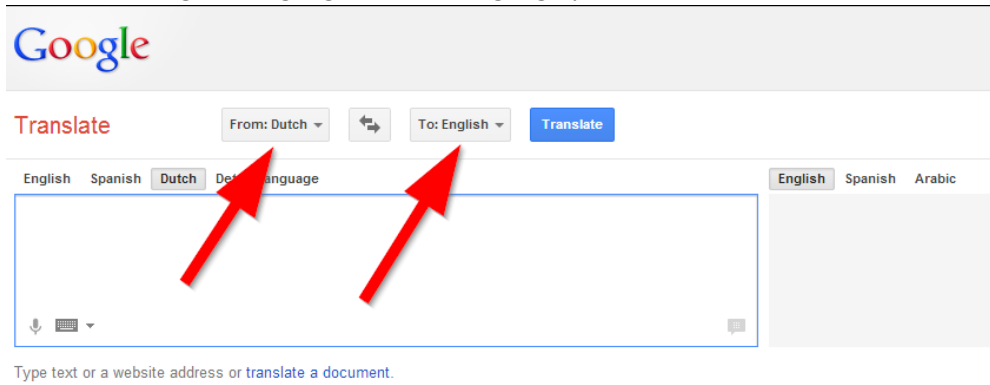 Google
Translate From: Dutch To: English Translate
English Spanish Dutch English Spanish Arabic
Type text or a website address or translate a document.